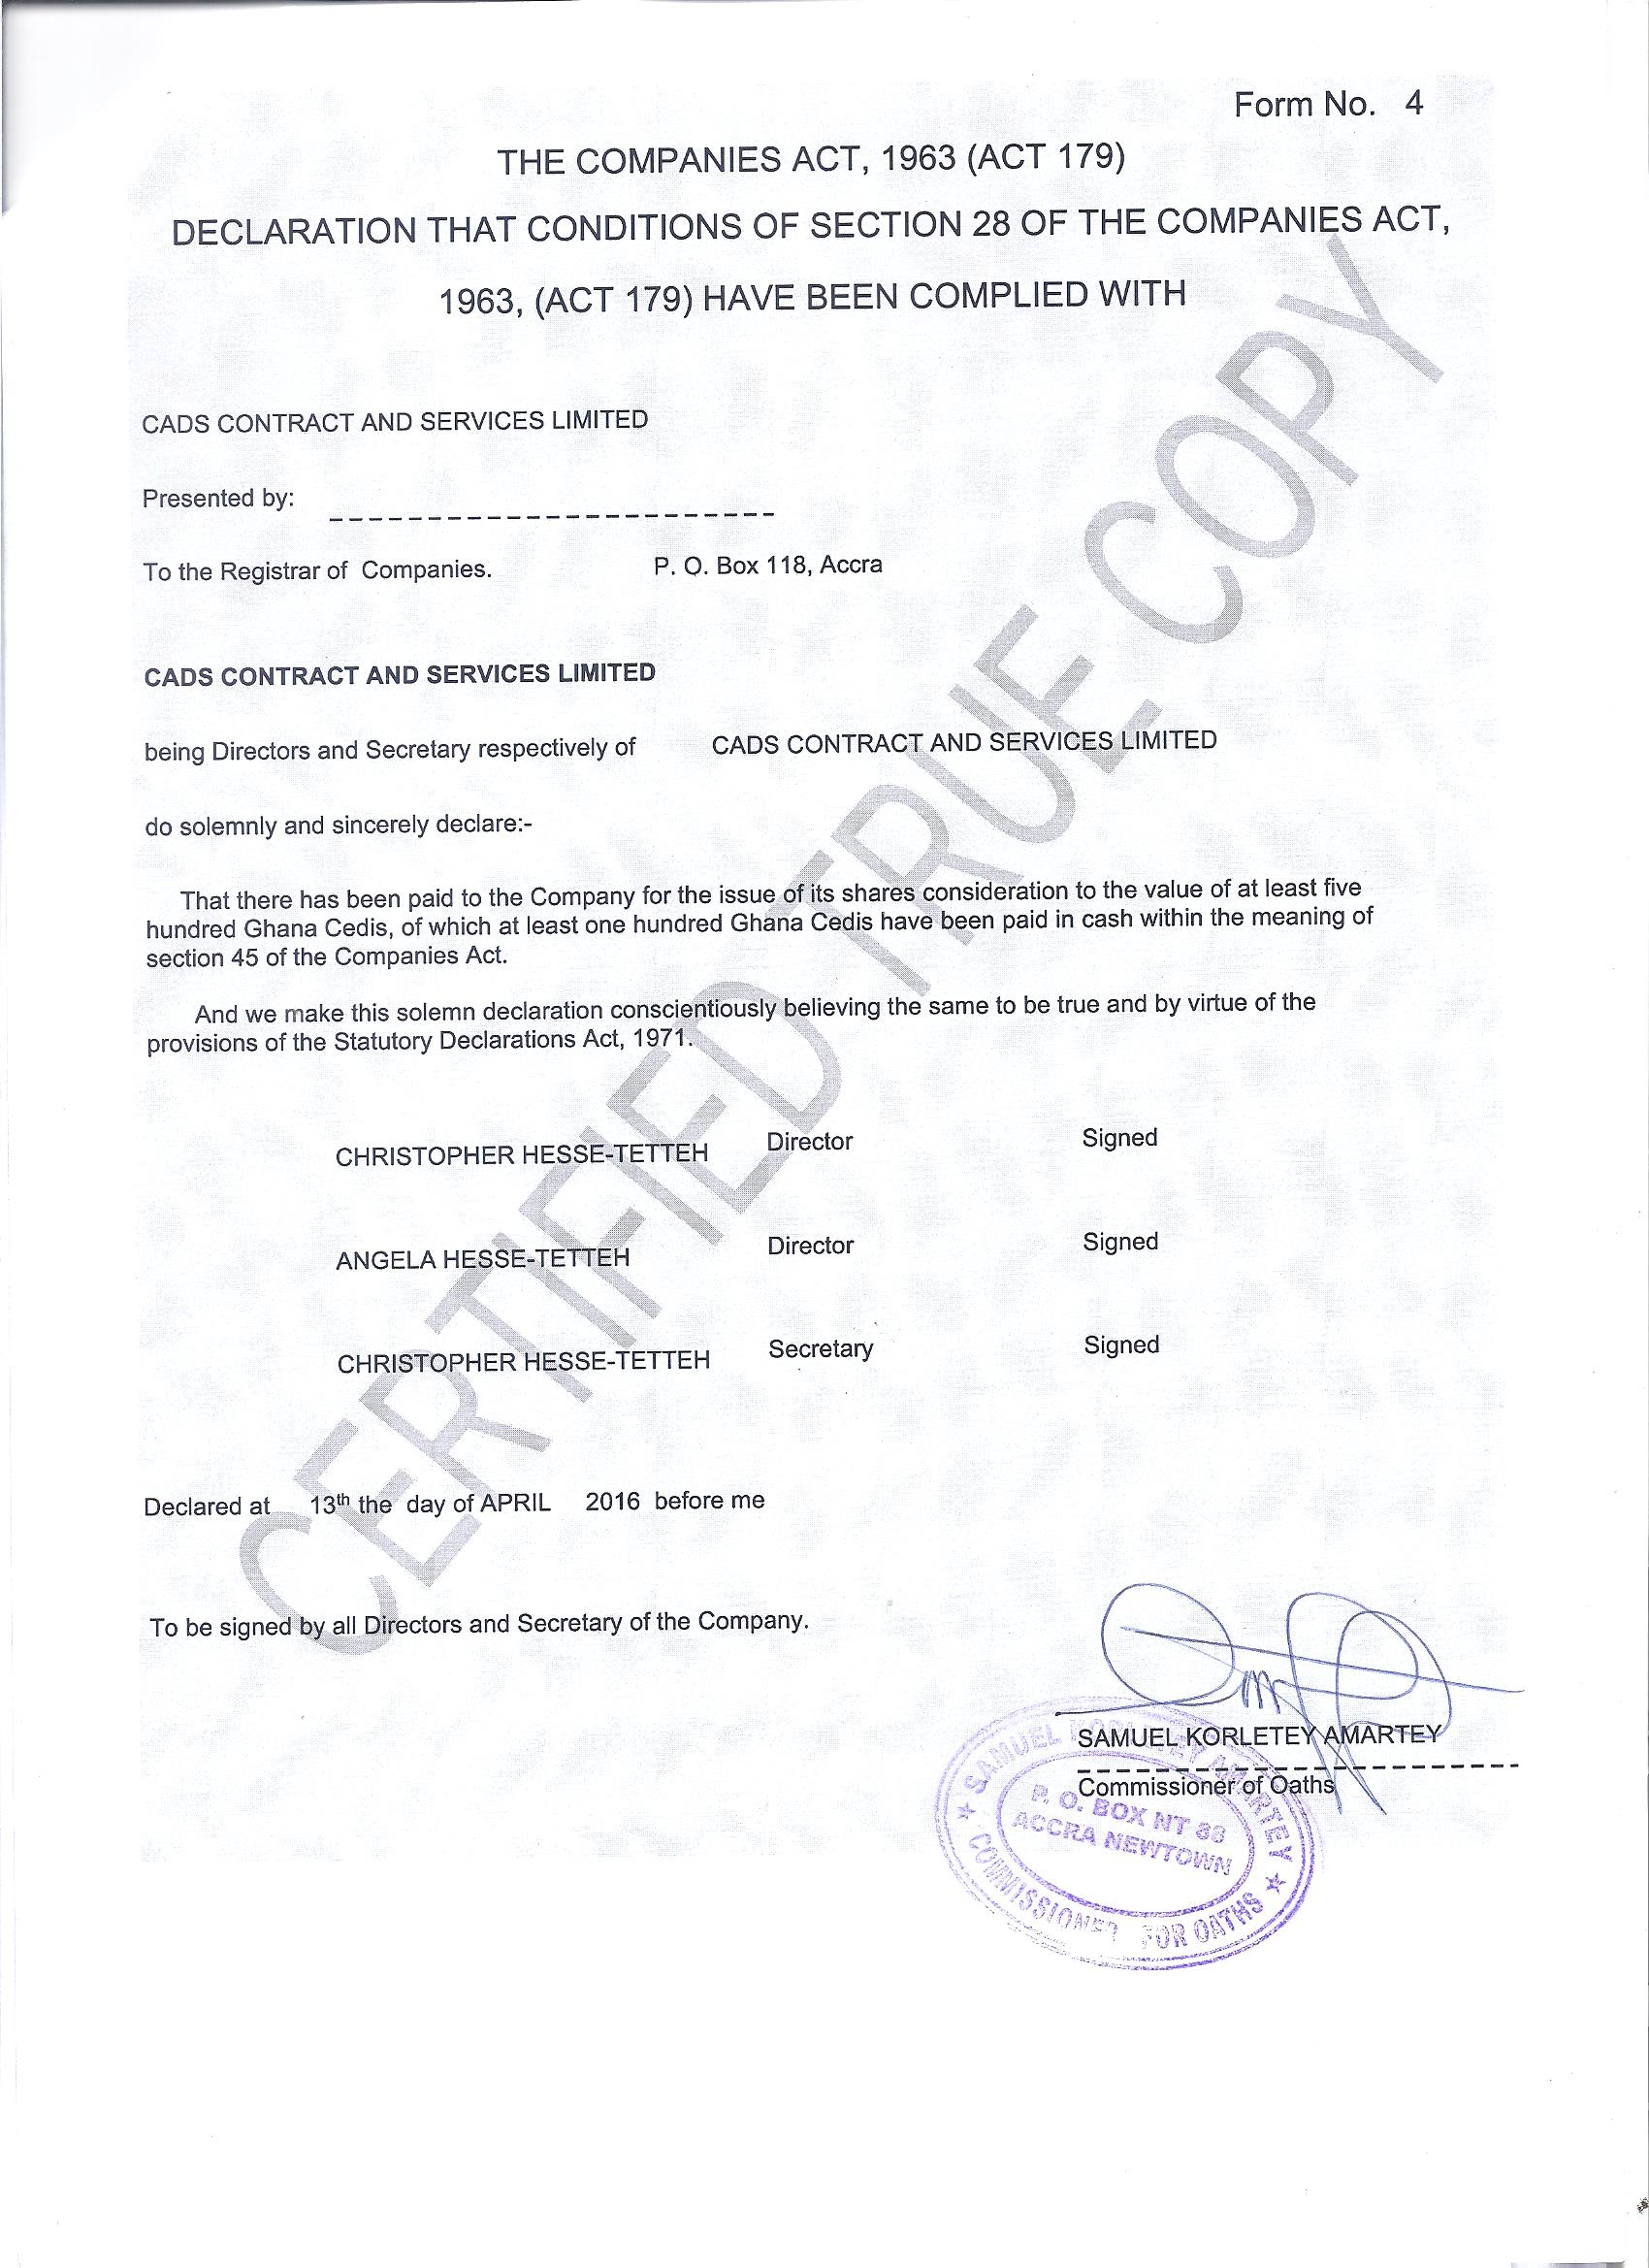 Form No. 4
THE COMPANIES ACT, 1963 (ACT 179)
DECLARATION THAT CONDITIONS OF SECTION 28 OF THE COMPANIES ACT,
1963, (ACT 179) HAVE BEEN COMPLIED WITH
CADS CONTRACT AND SERVICES LIMITED
Presented by:
To the Registrar of Companies. P. O. Box 118, Accra
CADS CONTRACT AND SERVICES LIMITED
being Directors and Secretary respectively of CADS CONTRACT AND SERVICES LIMITED
do solemnly and sincerely declare:-
That there has been paid to the Company for the issue of its shares consideration to the value of at least five
hundred Ghana Cedis, of which at least one hundred Ghana Cedis have been paid in cash within the meaning of
section 45 of the Companies Act.
And we make this solemn declaration conscientiously believing the same to be true and by virtue of the
provisions of the Statutory Declarations Act, 1971.
CHRISTOPHER HESSE-TETTEH Director Signed
ANGELA HESSE-TETTEH Director Signed
CHRISTOPHER HESSE-TETTEH Secretary Signed
Declared at 13th the day of APRIL 2016 before me
To be signed by all Directors and Secretary of the Company.
SAMUEL KORLETEY AMARTEY
Commissioner of Oaths
SAMUEL KORLETEY AMARTEY
P. O. BOX NT 
ACCRA NEWTOWN
COMMISSIONER FOR OATHS
CERTIFIED TRUE COPY